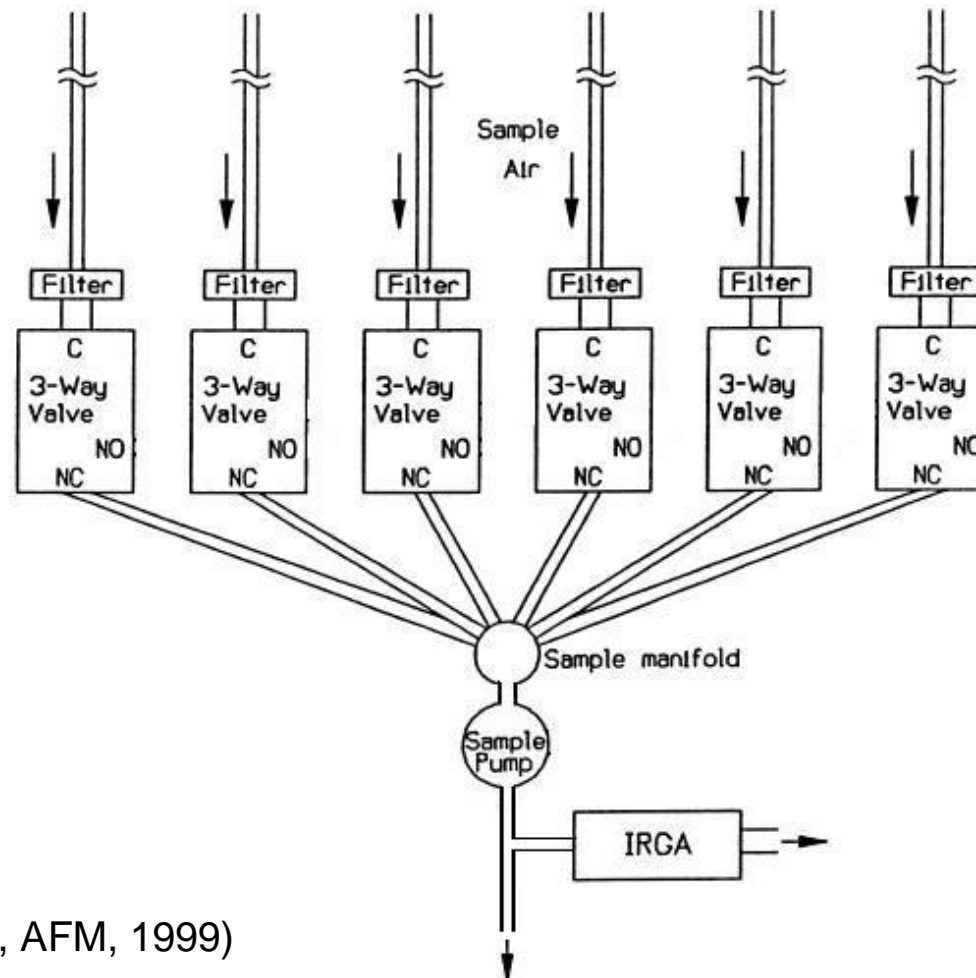 Sample
Air
Filter
Filter
Filter
Filter
Filter
Filter
C
3-Way
Valve
NO
NC
C
3-Way
Valve
NO
NC
C
3-Way
Valve
NO
NC
C
3-Way
Valve
NO
NC
C
3-Way
Valve
NO
NC
C
3-Way
Valve
NC
Sample manifold
Sample
Pump
IRGA
, AFM, 1999)